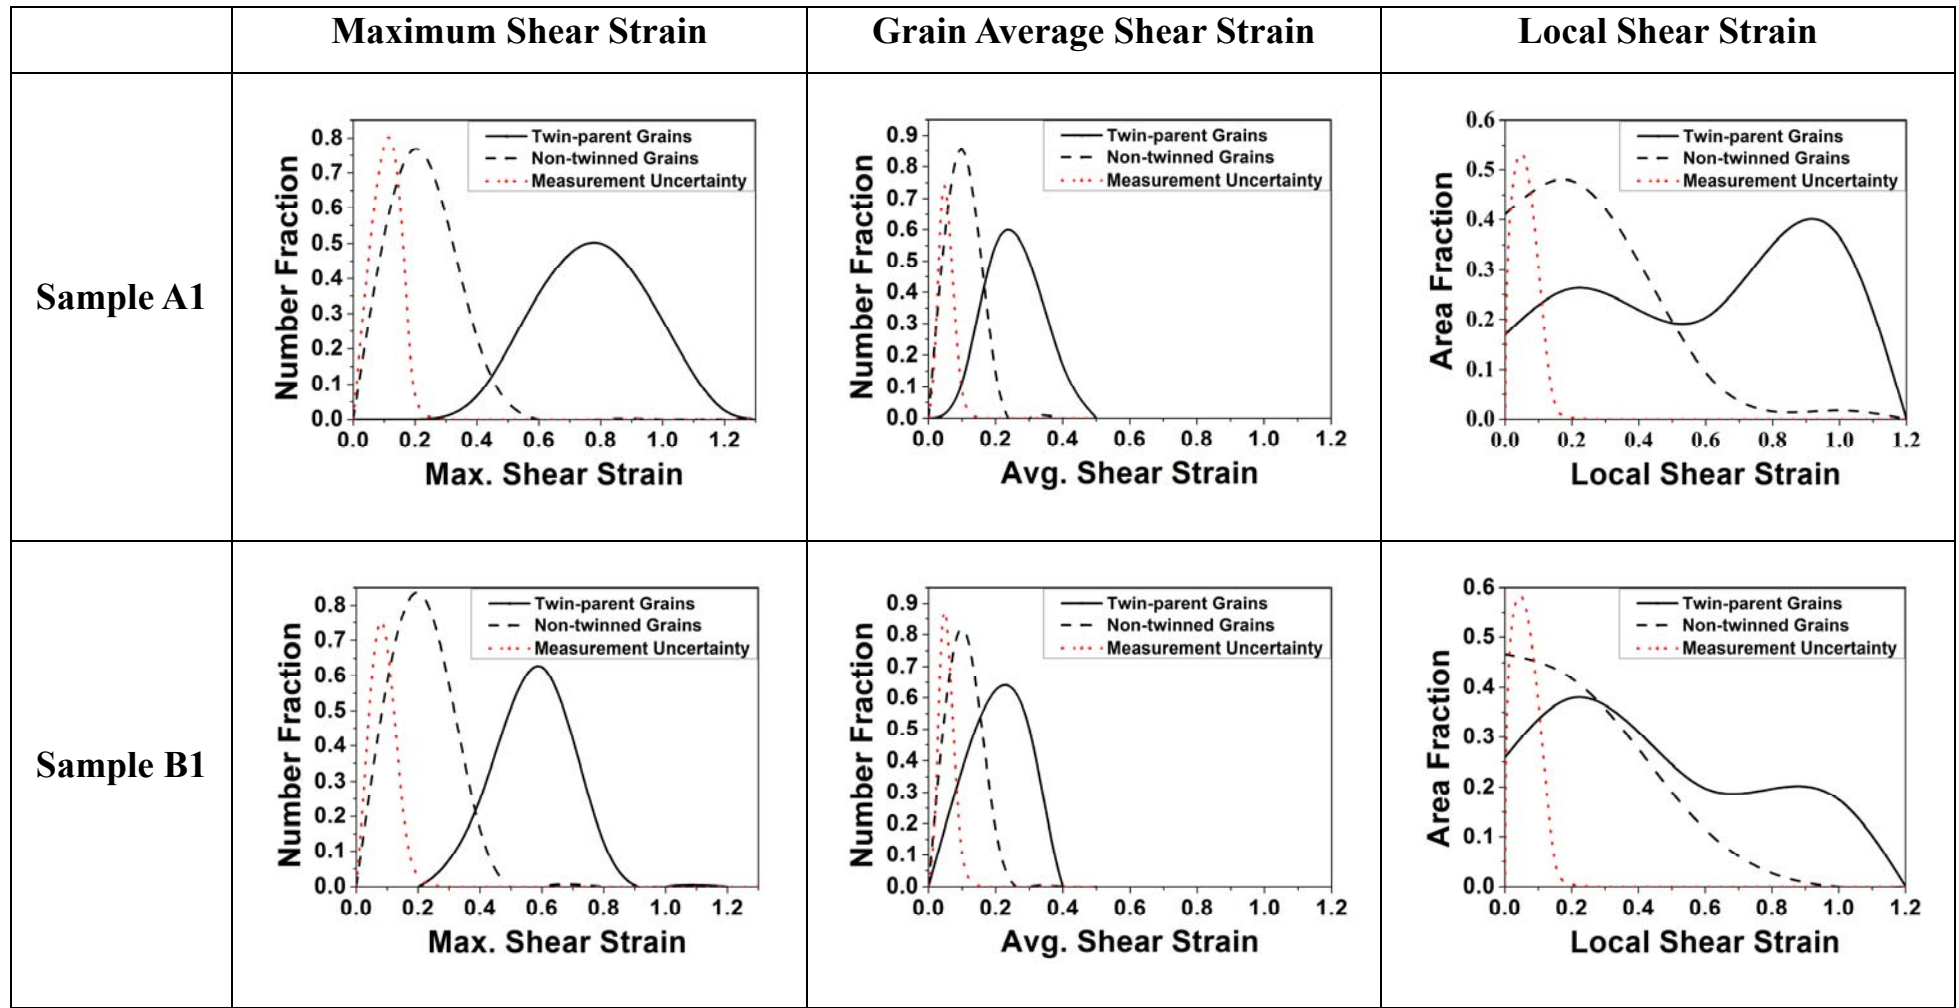 Maximum Shear Strain
Grain Average Shear Strain
Local Shear Strain
Sample A1
Number Fraction
0.8
0.7
0.6
0.5
0.4
0.3
0.2
0.1
0.0
Twin-parent Grains
Non-twinned Grains
Measurement Uncertainty
0.0 0.2 0.4 0.6 0.8 1.0 1.2
Max. Shear Strain
Number Fraction
0.9
0.8
0.7
0.6
0.5
0.4
0.3
0.2
0.1
0.0
Twin-parent Grains
Non-twinned Grains
Measurement Uncertainty
0.0 0.2 0.4 0.6 0.8 1.0 1.2
Avg. Shear Strain
Area Fraction
0.6
0.5
0.4
0.3
0.2
0.1
0.0
Twin-parent Grains
Non-twinned Grains
Measurement Uncertainty
0.0 0.2 0.4 0.6 0.8 1.0 1.2
Local Shear Strain
Sample B1
Number Fraction
0.8
0.7
0.6
0.5
0.4
0.3
0.2
0.1
0.0
Twin-parent Grains
Non-twinned Grains
Measurement Uncertainty
0.0 0.2 0.4 0.6 0.8 1.0 1.2
Max. Shear Strain
Number Fraction
0.9
0.8
0.7
0.6
0.5
0.4
0.3
0.2
0.1
0.0
Twin-parent Grains
Non-twinned Grains
Measurement Uncertainty
0.0 0.2 0.4 0.6 0.8 1.0 1.2
Avg. Shear Strain
Area Fraction
0.6
0.5
0.4
0.3
0.2
0.1
0.0
Twin-parent Grains
Non-twinned Grains
Measurement Uncertainty
0.0 0.2 0.4 0.6 0.8 1.0 1.2
Local Shear Strain